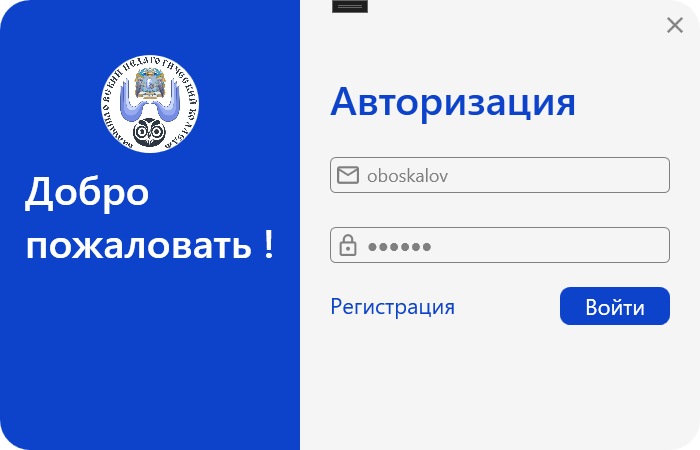 Добро
пожаловать !
Авторизация
oboskalov
●●●●●●
Регистрация
Войти